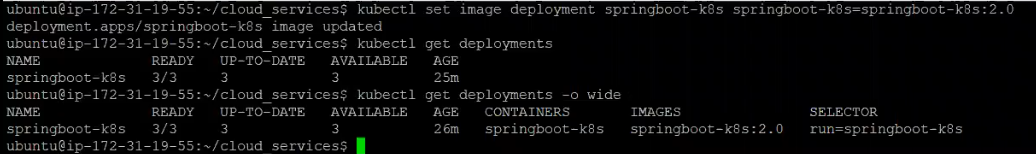 ubuntu@ip-172-31-19-55:~/cloud_services$ kubectl set image deployment springboot-k8s springboot-k8s=springboot-k8s:2.0
deployment.apps/springboot-k8s image updated
ubuntu@ip-172-31-19-55:~/cloud_services$ kubectl get deployments
NAME READY UP-TO-DATE AVAILABLE AGE
springboot-k8s 3/3 3 3 25m
ubuntu@ip-172-31-19-55:~/cloud_services$ kubectl get deployments -o wide
NAME READY UP-TO-DATE AVAILABLE AGE CONTAINERS IMAGES SELECTOR
springboot-k8s 3/3 3 3 26m springboot-k8s springboot-k8s:2.0 run=springboot-k8s
ubuntu@ip-172-31-19-55:~/cloud_services$